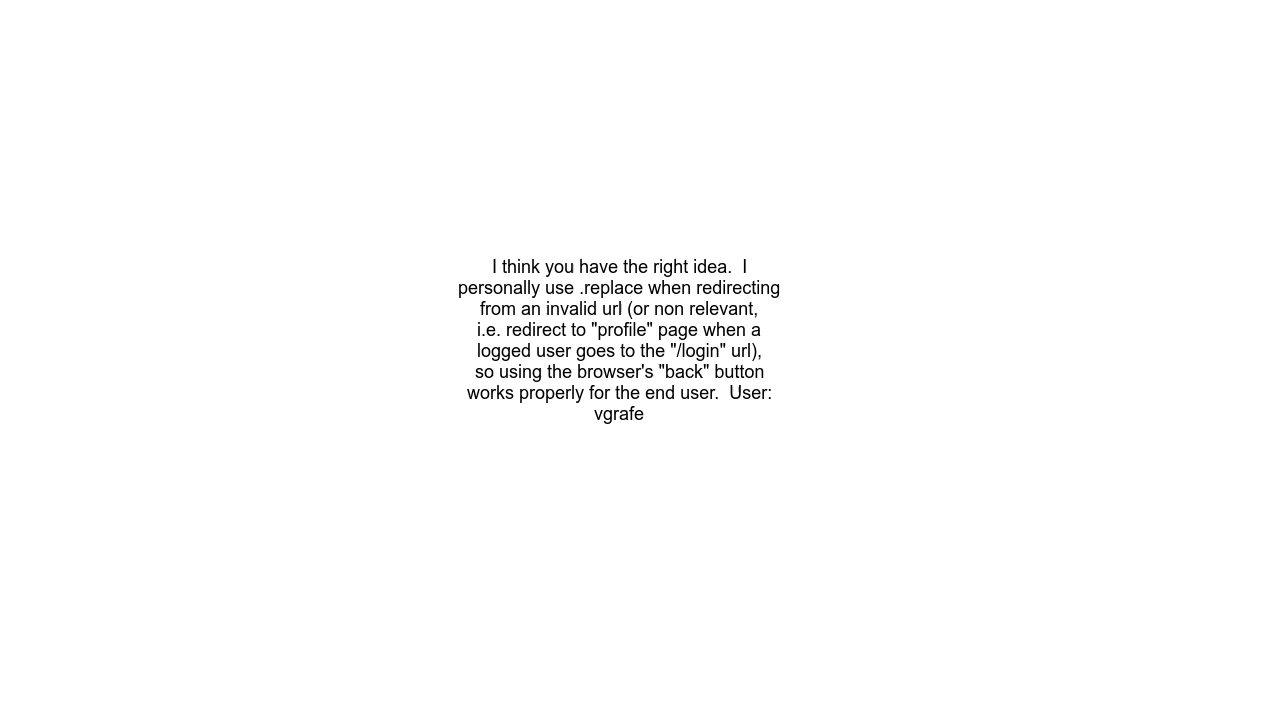 I think you have the right idea.  I
personally use .replace when redirecting
from an invalid url (or non relevant,
i.e. redirect to "profile" page when a
logged user goes to the "/login" url),
so using the browser's "back" button
works properly for the end user.  User:
vgrafe